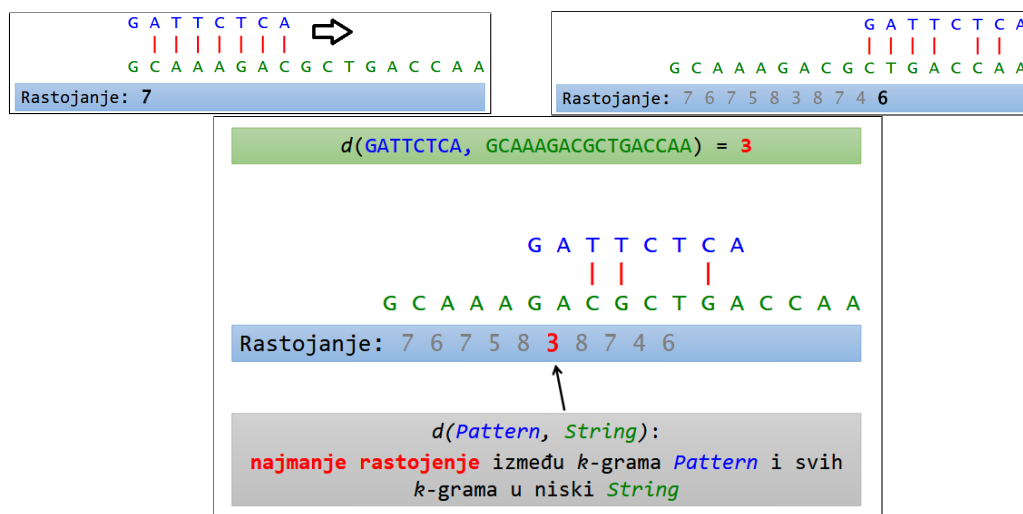 G A T T C T C A
G C A A A G A C G C T G A C C A A
Rastojanje: 7
G A T T C T C A
G C A A A G A C G C T G A C C A A
Rastojanje: 7 6 7 5 8 3 8 7 4 6
d(GATTCTCA, GCAAAGACGCTGACCAA) = 3
G A T T C T C A
G C A A A G A C G C T G A C C A A
Rastojanje: 7 6 7 5 8 3 8 7 4 6
d(Pattern, String):
najmanje rastojenje između k-grama Pattern i svih
k-grama u niski String